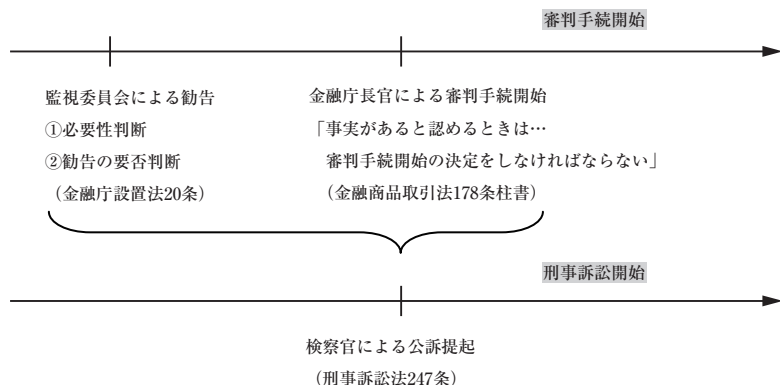 審判手続開始
監視委員会による勧告
①必要性判断
②勧告の要否判断
(金融庁設置法20条)
金融庁長官による審判手続開始
「事実があると認めるときは…
審判手続開始の決定をしなければならない」
(金融商品取引法178条柱書)
刑事訴訟開始
検察官による公訴提起
(刑事訴訟法247条)